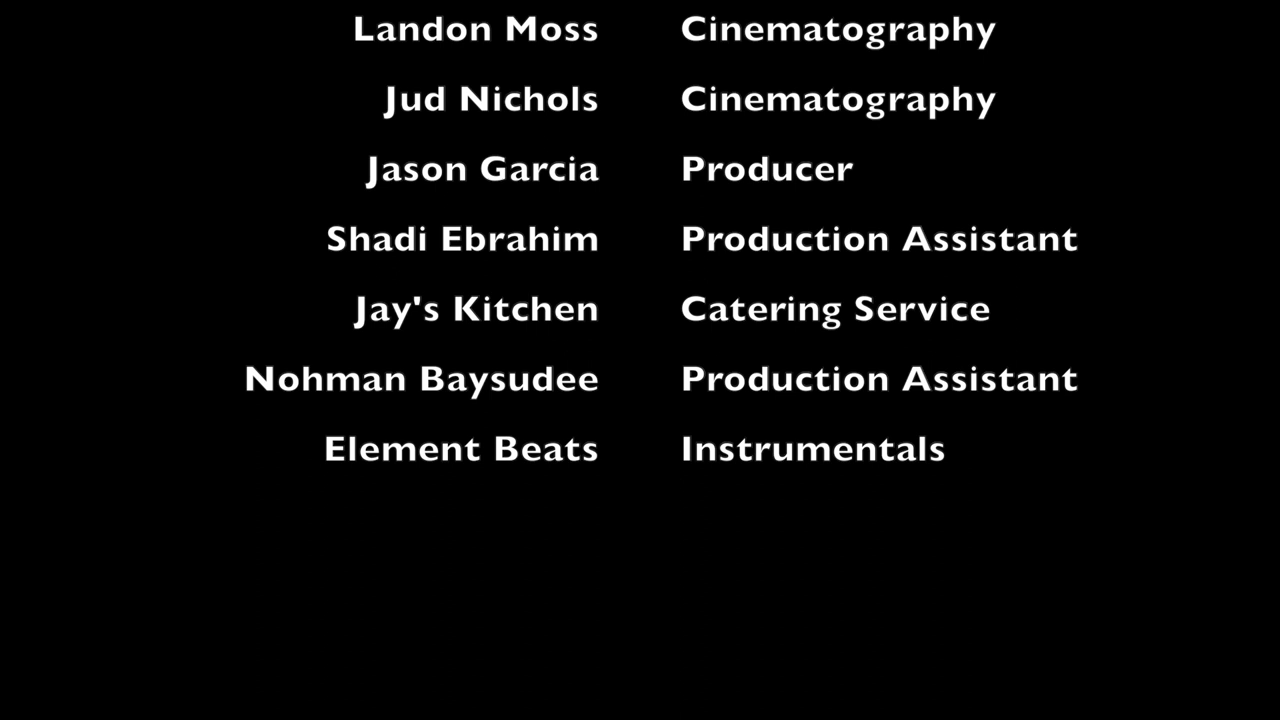 Landon Moss Cinematography
Jud Nichols Cinematography
Jason Garcia Producer
Shadi Ebrahim Production Assistant
Jay's Kitchen Catering Service
Nohman Baysudee Production Assistant
Element Beats Instrumentals